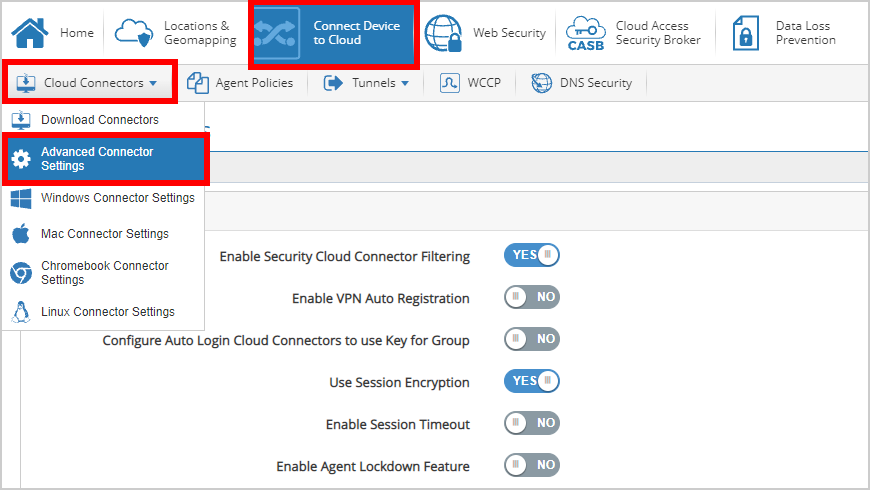 Home
Locations &
Geomapping
Connect Device
to Cloud
Web Security
CASB
Cloud Access
Security Broker
Data Loss
Prevention
Cloud Connectors
Agent Policies
Tunnels
WCCP
DNS Security
Download Connectors
Advanced Connector
Settings
Windows Connector Settings
Mac Connector Settings
Chromebook Connector
Settings
Linux Connector Settings
Enable Security Cloud Connector Filtering YES
Enable VPN Auto Registration NO
Configure Auto Login Cloud Connectors to use Key for Group NO
Use Session Encryption YES
Enable Session Timeout NO
Enable Agent Lockdown Feature NO